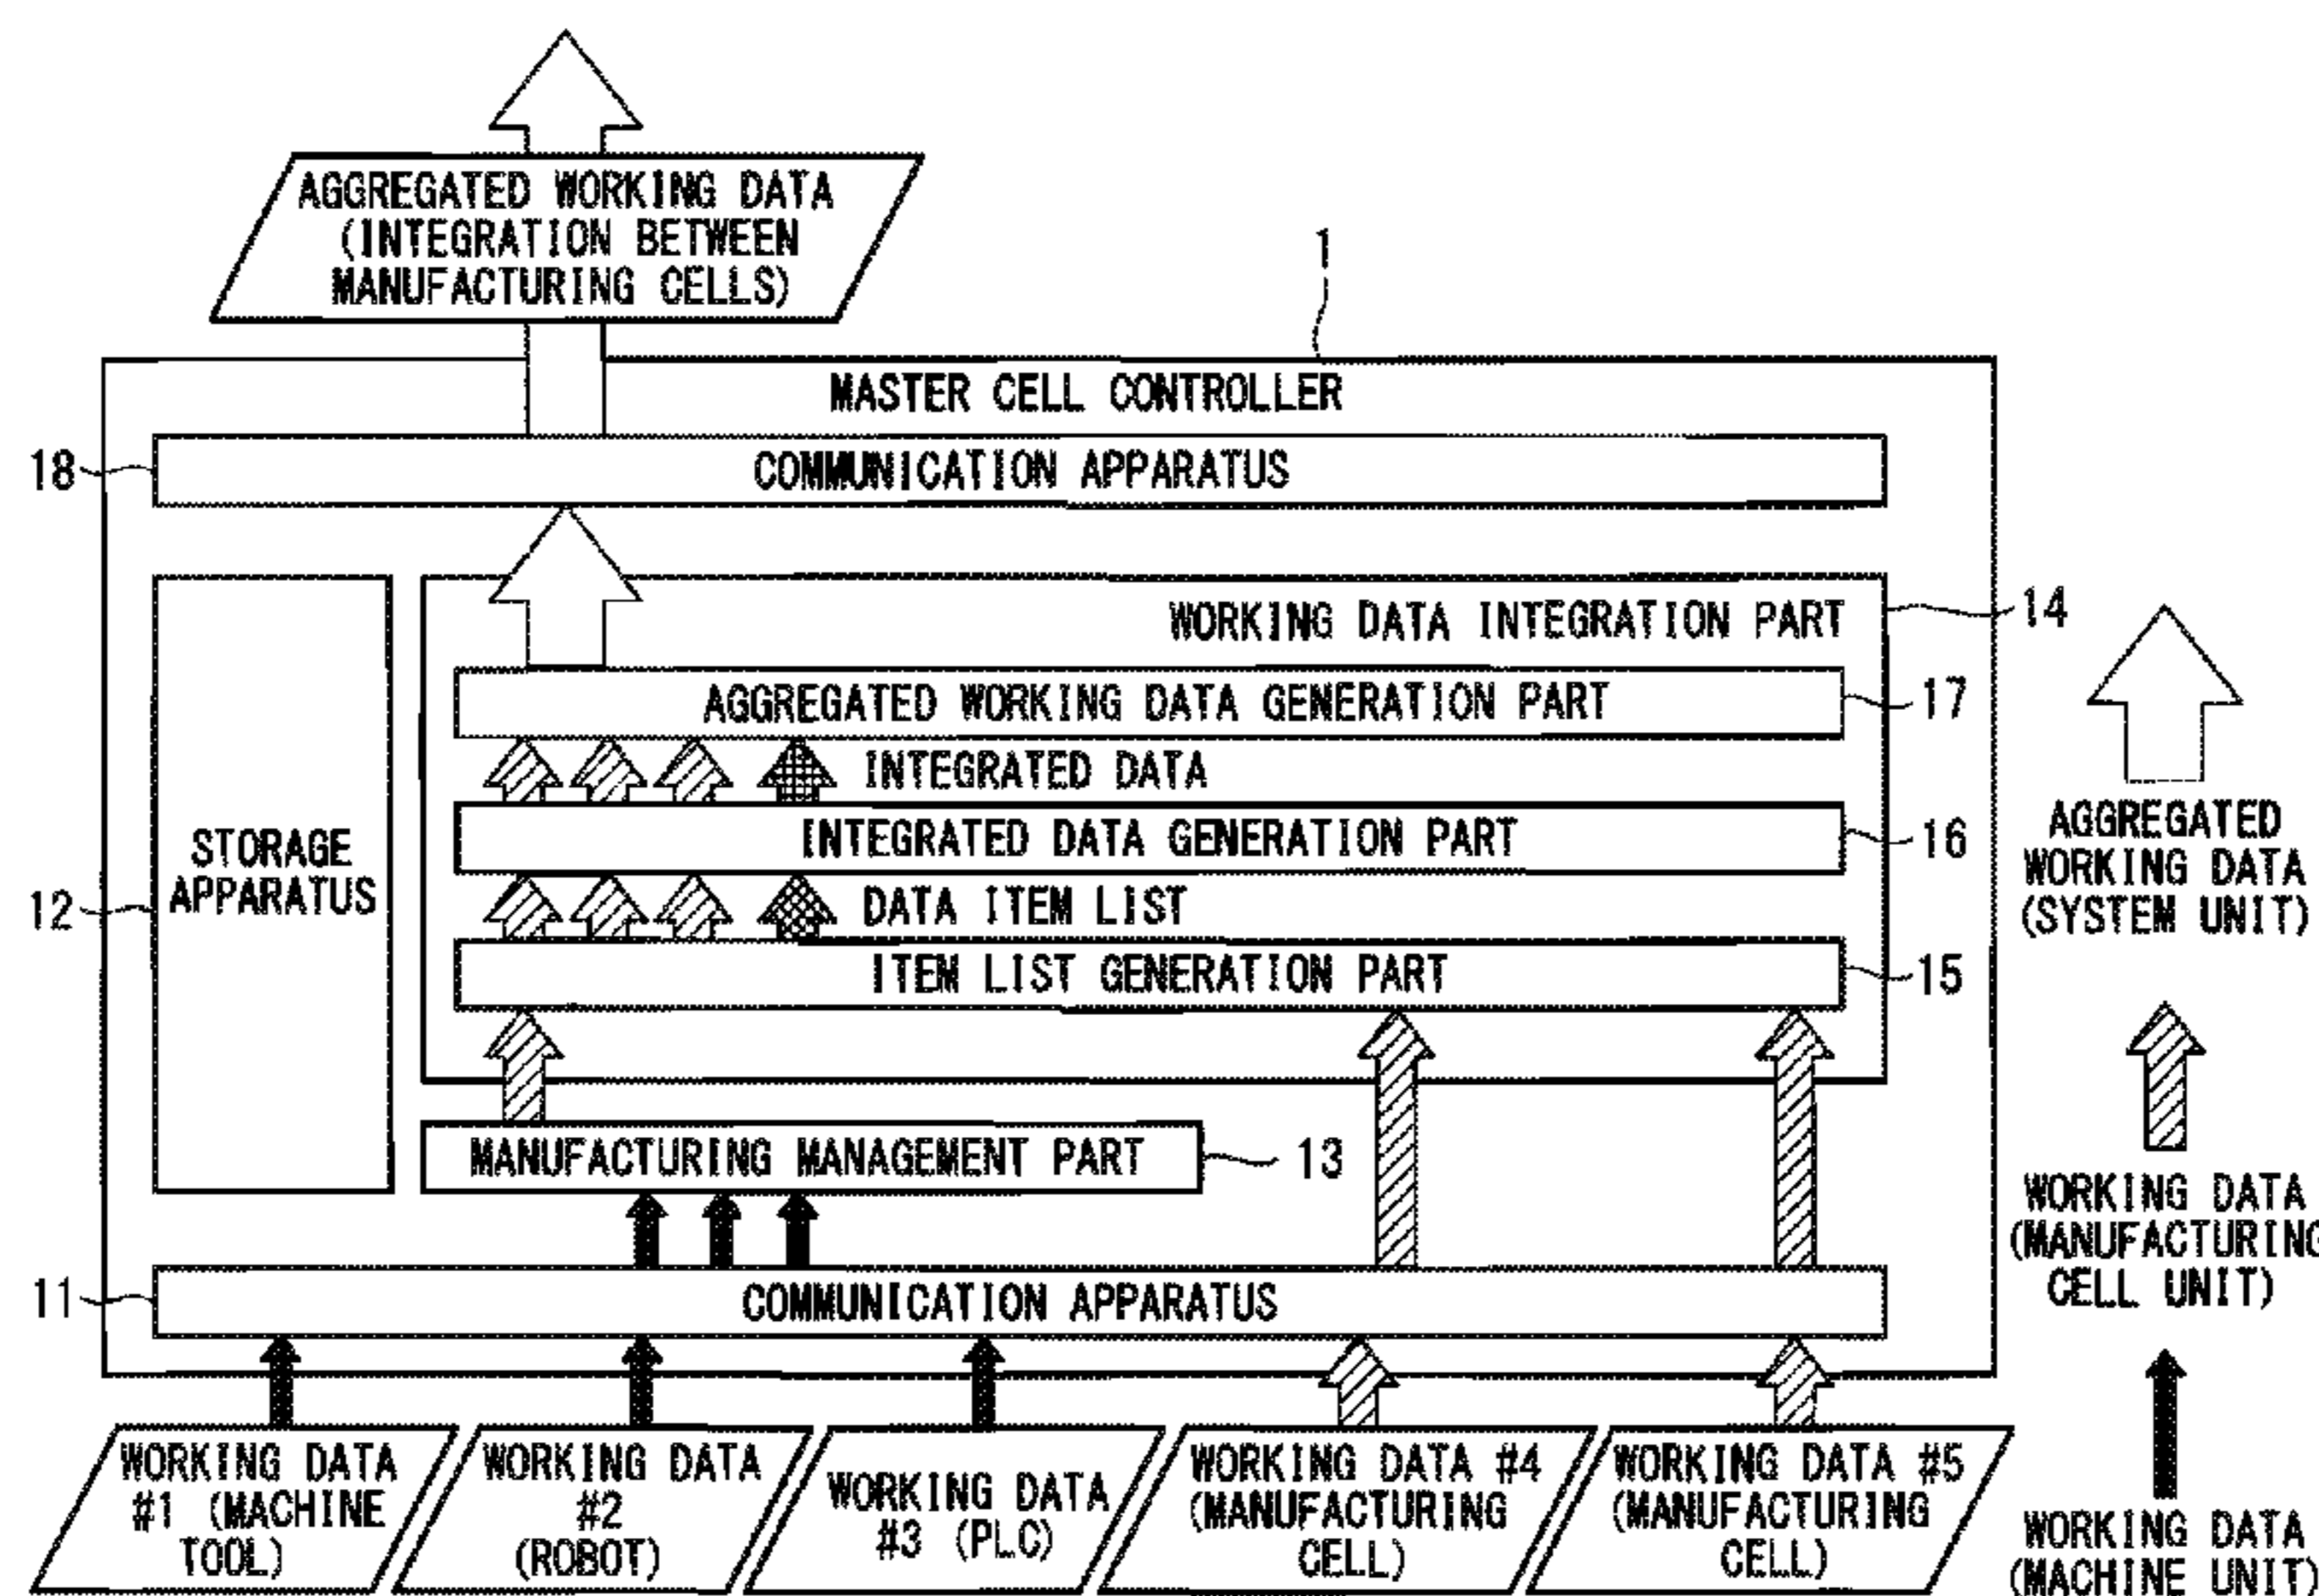 AGGREGATED WORKING DATA
(INTEGRATION BETWEEN
MANUFACTURING CELLS)
1
MASTER CELL CONTROLLER
18
COMMUNICATION APPARATUS
WORKING DATA INTEGRATION PART
14
AGGREGATED WORKING DATA GENERATION PART
17
INTEGRATED DATA
INTEGRATED DATA GENERATION PART
16
DATA ITEM LIST
ITEM LIST GENERATION PART
15
STORAGE
APPARATUS
12
MANUFACTURING MANAGEMENT PART
13
11
COMMUNICATION APPARATUS
WORKING DATA
#1 (MACHINE
TOOL)
WORKING DATA
#2
(ROBOT)
WORKING DATA
#3 (PLC)
WORKING DATA #4
(MANUFACTURING
CELL)
WORKING DATA #5
(MANUFACTURING
CELL)
AGGREGATED
WORKING DATA
(SYSTEM UNIT)
WORKING DATA
(MANUFACTURING
CELL UNIT)
WORKING DATA
(MACHINE UNIT)